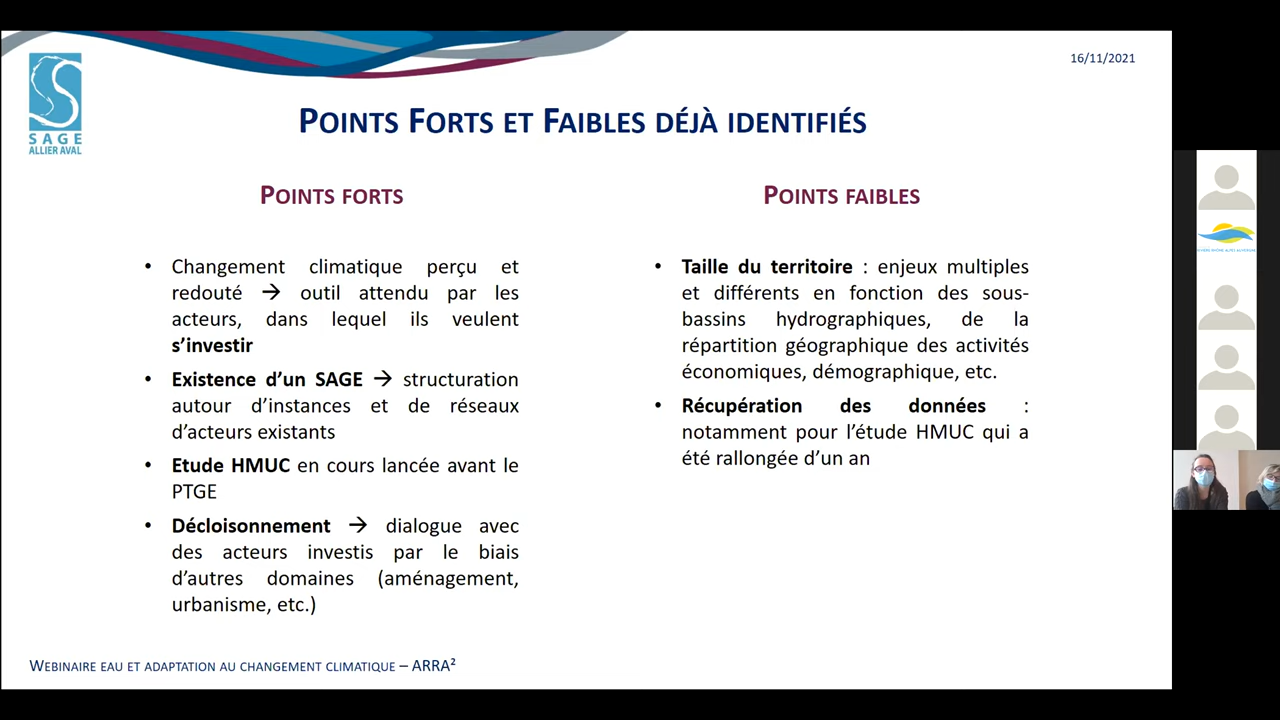 16/11/2021
SAGE
ALLIER AVAL
POINTS FORTS ET FAIBLES DÉJÀ IDENTIFIÉS
POINTS FORTS
• Changement climatique perçu et
redouté → outil attendu par les
acteurs, dans lequel ils veulent
s’investir
• Existence d’un SAGE → structuration
autour d’instances et de réseaux
d’acteurs existants
• Etude HMUC en cours lancée avant le
PTGE
• Décloisonnement → dialogue avec
des acteurs investis par le biais
d’autres domaines (aménagement,
urbanisme, etc.)
POINTS FAIBLES
• Taille du territoire : enjeux multiples
et différents en fonction des sous-
bassins hydrographiques, de la
répartition géographique des activités
économiques, démographique, etc.
• Récupération des données :
notamment pour l’étude HMUC qui a
été rallongée d’un an
WEBINAIRE EAU ET ADAPTATION AU CHANGEMENT CLIMATIQUE – ARRA²